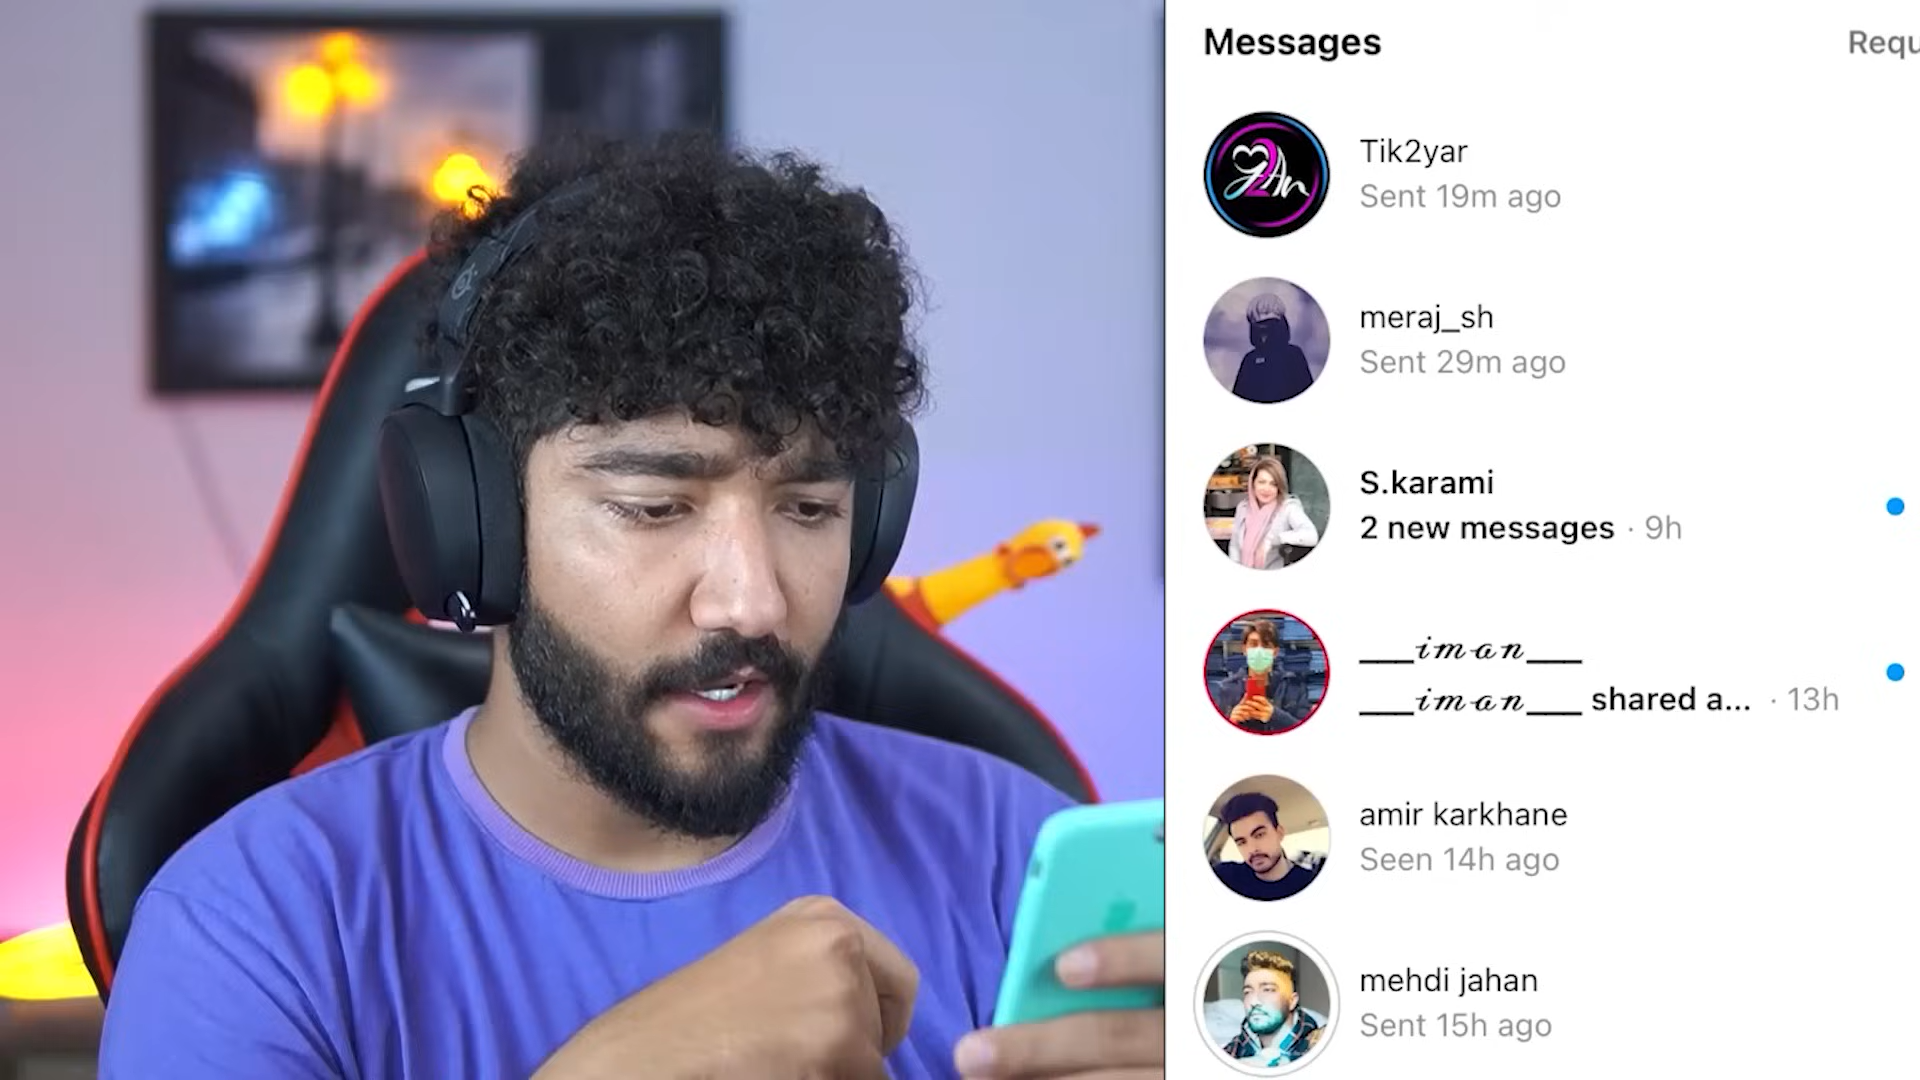 Messages
Requ
Tik2yar
Sent 19m ago
meraj_sh
Sent 29m ago
S.karami
2 new messages · 9h
___𝓲𝓶𝓪𝓷___
___𝓲𝓶𝓪𝓷___ shared a... · 13h
amir karkhane
Seen 14h ago
mehdi jahan
Sent 15h ago